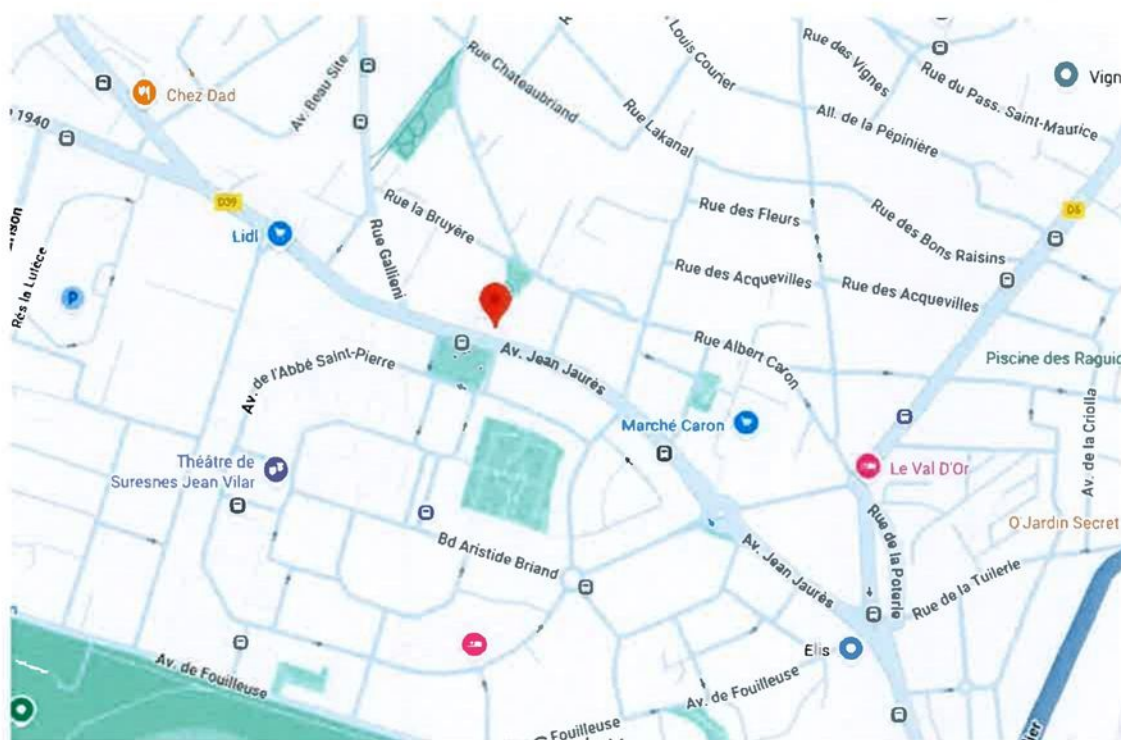 Louis Courier
Rue des Vignes
Rue Chateaubriand
Rue du Pass. Saint-Maurice
Vign
Chez Dad
Av. Beau Site
1940
Rue Lakanal
All. de la Pépinière
D39
Rue la Bruyère
Rue des Fleurs
D6
Lidl
Rue Gallieni
Rue des Bons Raisins
Rés la Lutèce
P
Rue des Acquevilles
Rue des Acquevilles
Av. de l'Abbé Saint-Pierre
Av. Jean Jaurès
Rue Albert Caron
Piscine des Raguid
Marché Caron
Av. de la Criolla
Théâtre de
Suresnes Jean Vilar
Le Val D'Or
Rue de la Poterie
O'Jardin Secret
Bd Aristide Briand
Av. Jean Jaurès
Rue de la Tuilerie
Elis
Av. de Fouilleuse
Av. de Fouilleuse
Fouilleuse